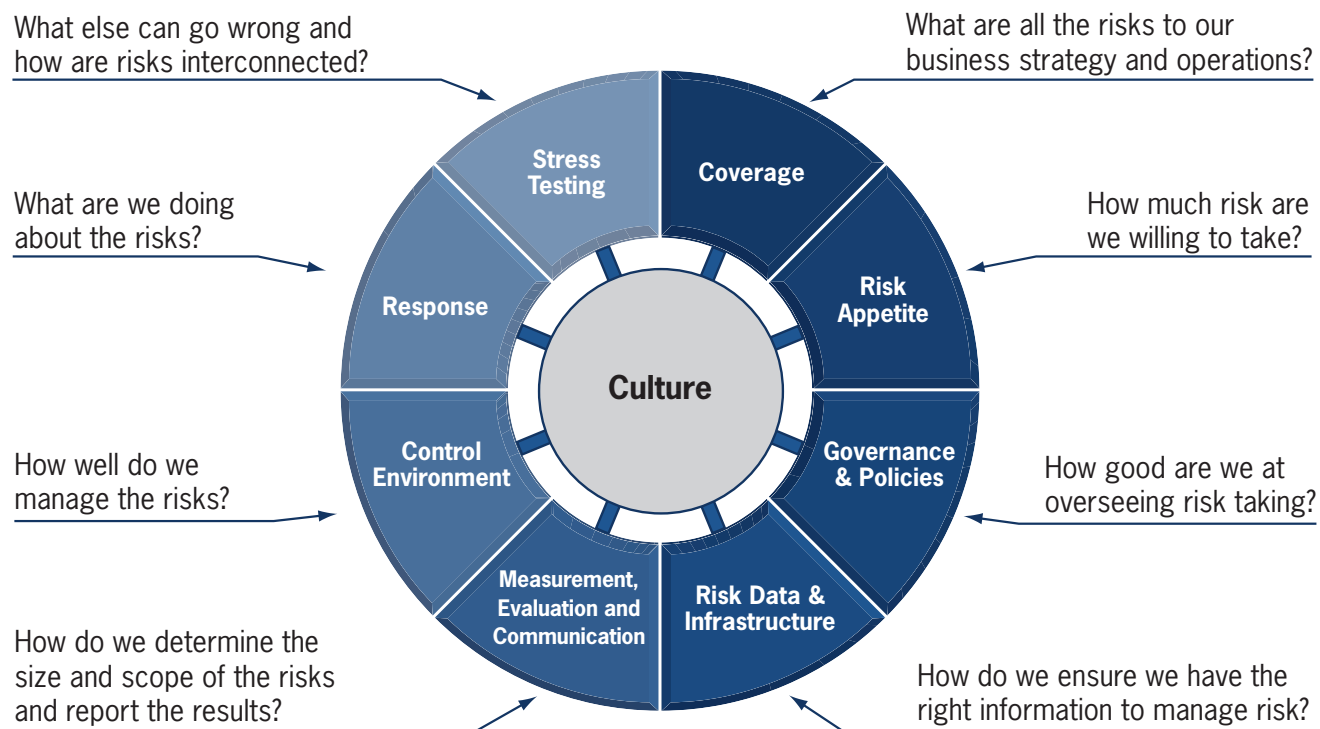 What else can go wrong and
how are risks interconnected?
What are all the risks to our
business strategy and operations?
Stress
Testing
Coverage
What are we doing
about the risks?
How much risk are
we willing to take?
Response
Risk
Appetite
Culture
Control
Environment
Governance
& Policies
How well do we
manage the risks?
How good are we at
overseeing risk taking?
Measurement,
Evaluation and
Communication
Risk Data &
Infrastructure
How do we determine the
size and scope of the risks
and report the results?
How do we ensure we have the
right information to manage risk?